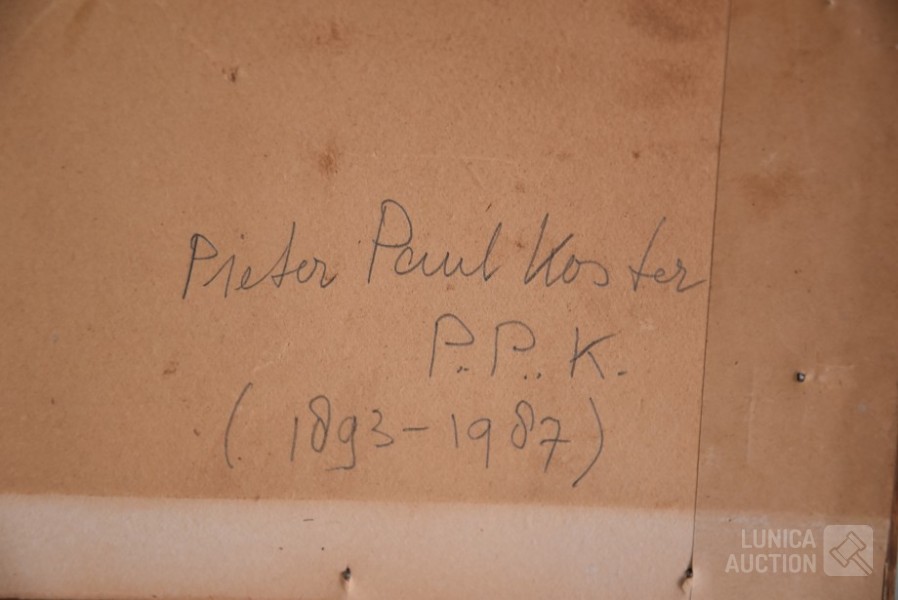 Pieter Paul Koster
P.P.K.
(1893-1987)
LUNICA
AUCTION